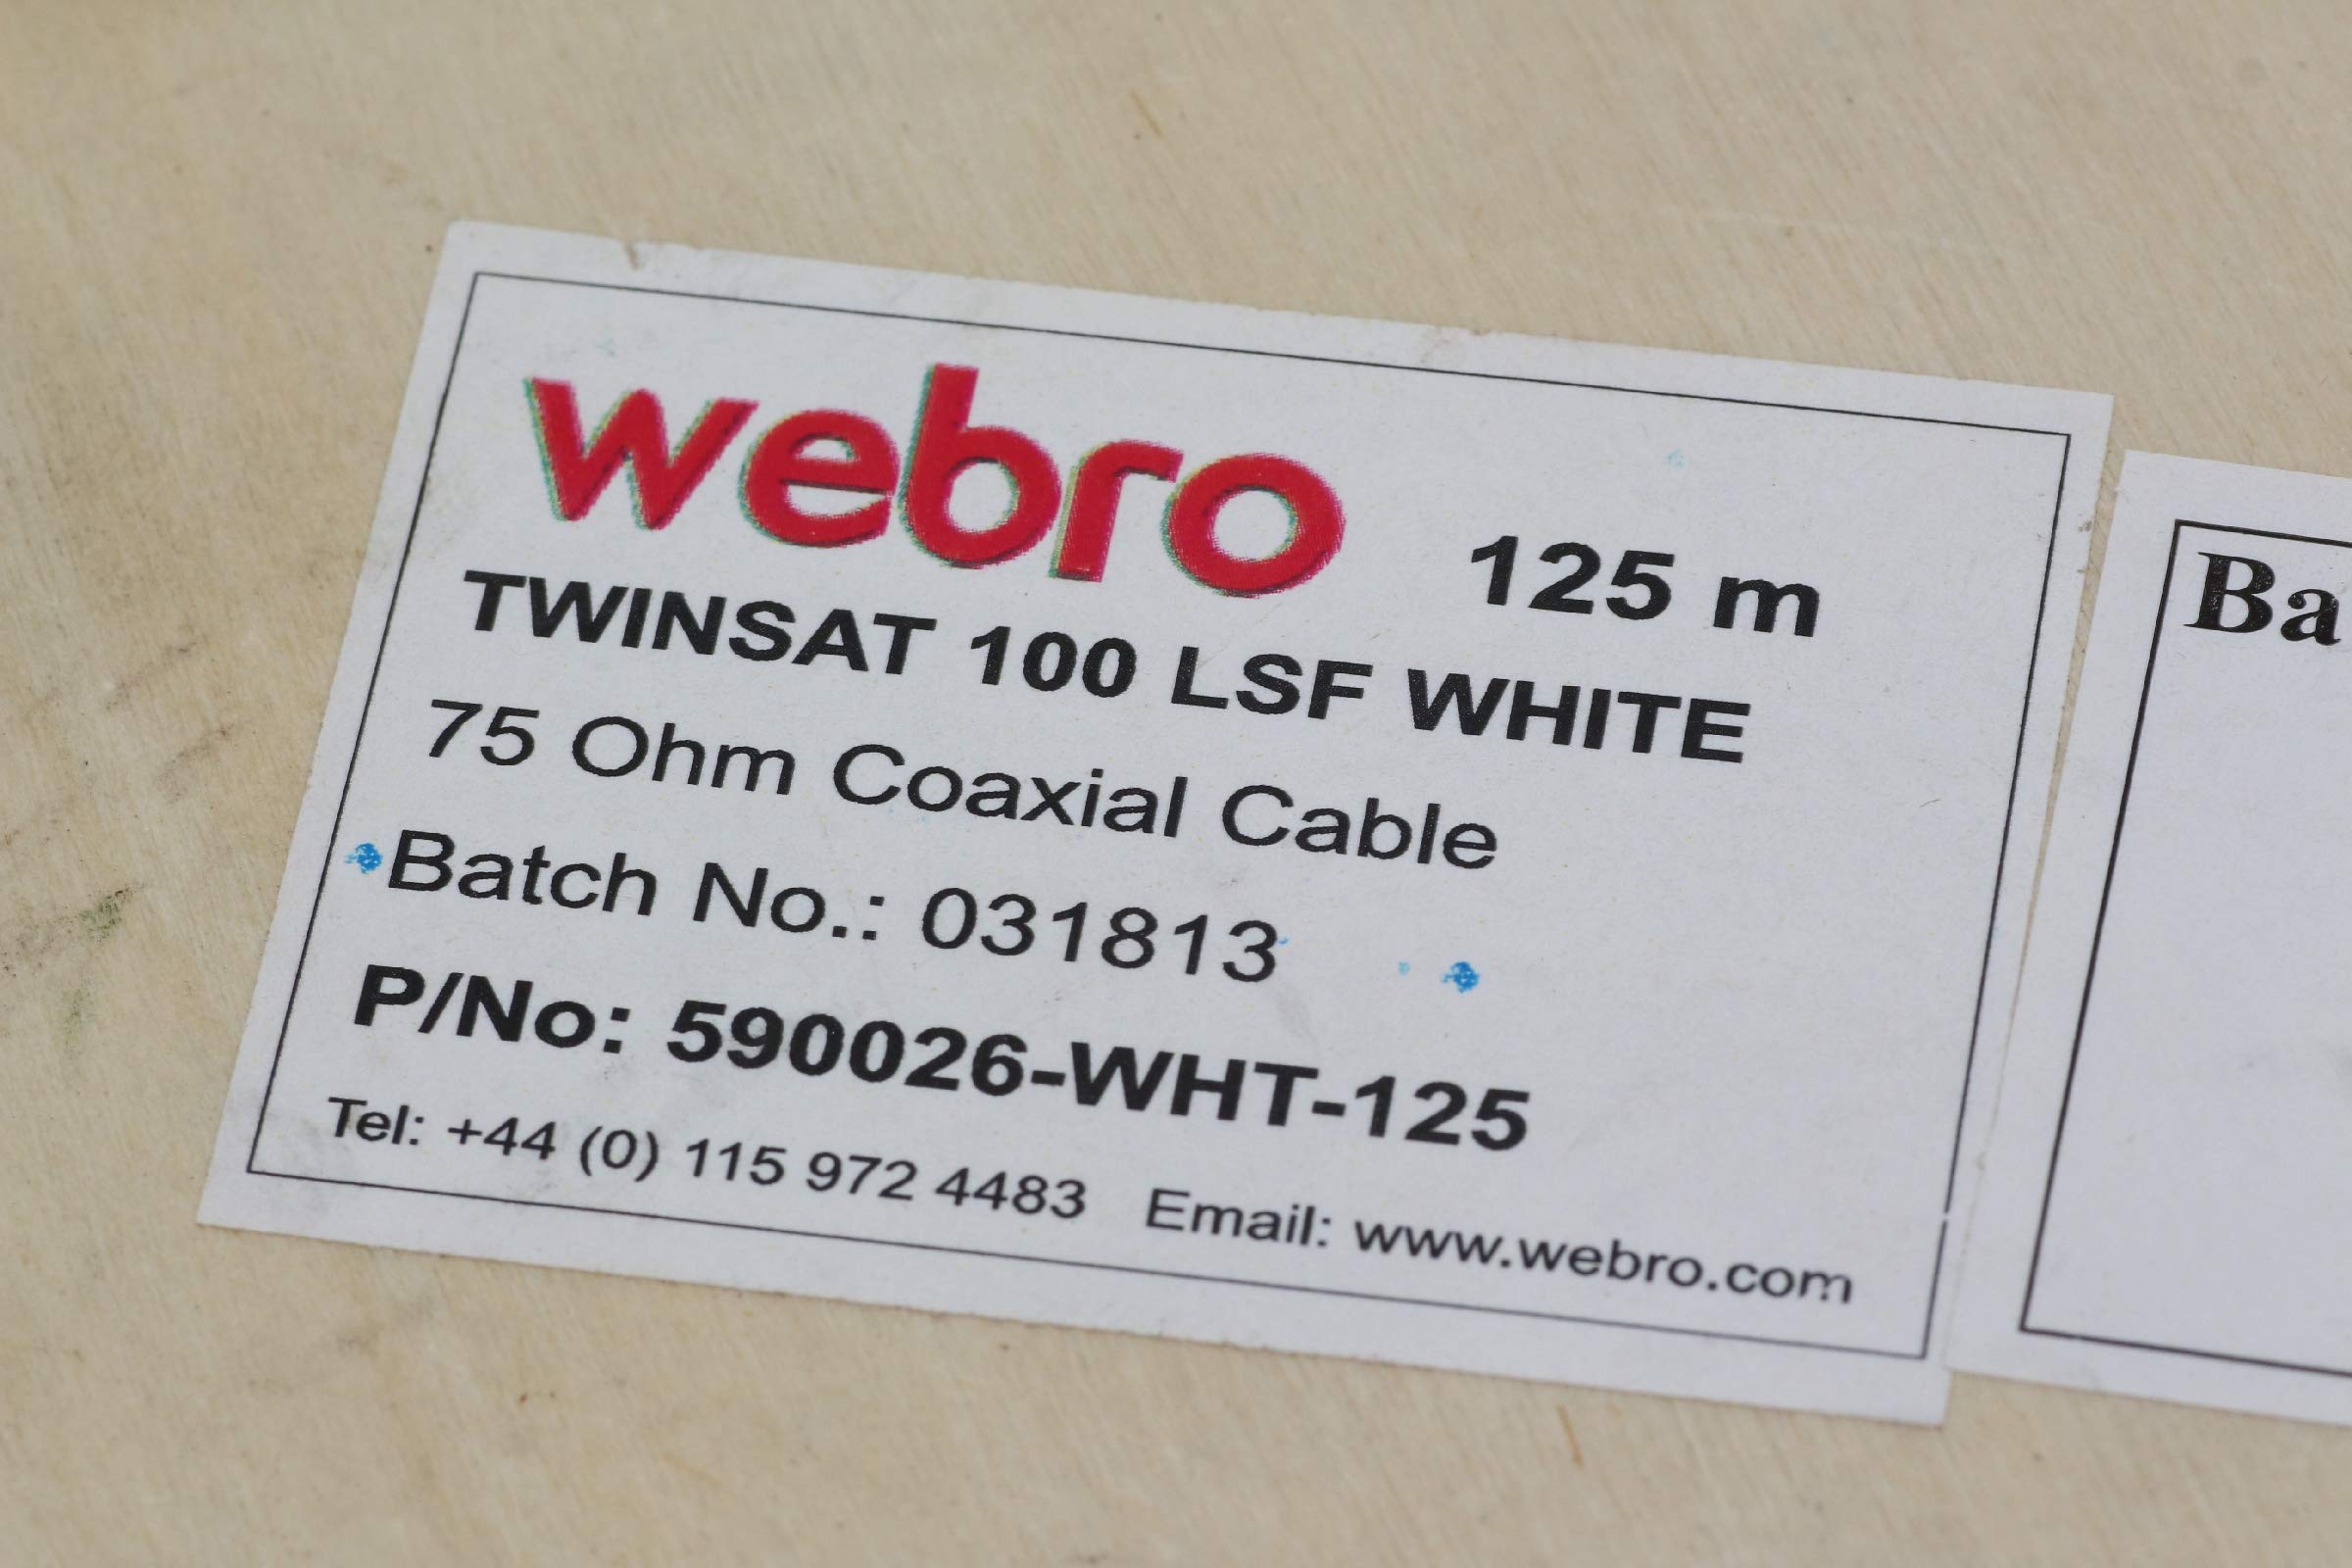 webro 125 m
TWINSAT 100 LSF WHITE
75 Ohm Coaxial Cable
Batch No.: 031813
P/No: 590026-WHT-125
Tel: +44 (0) 115 972 4483 Email: www.webro.com
Ba